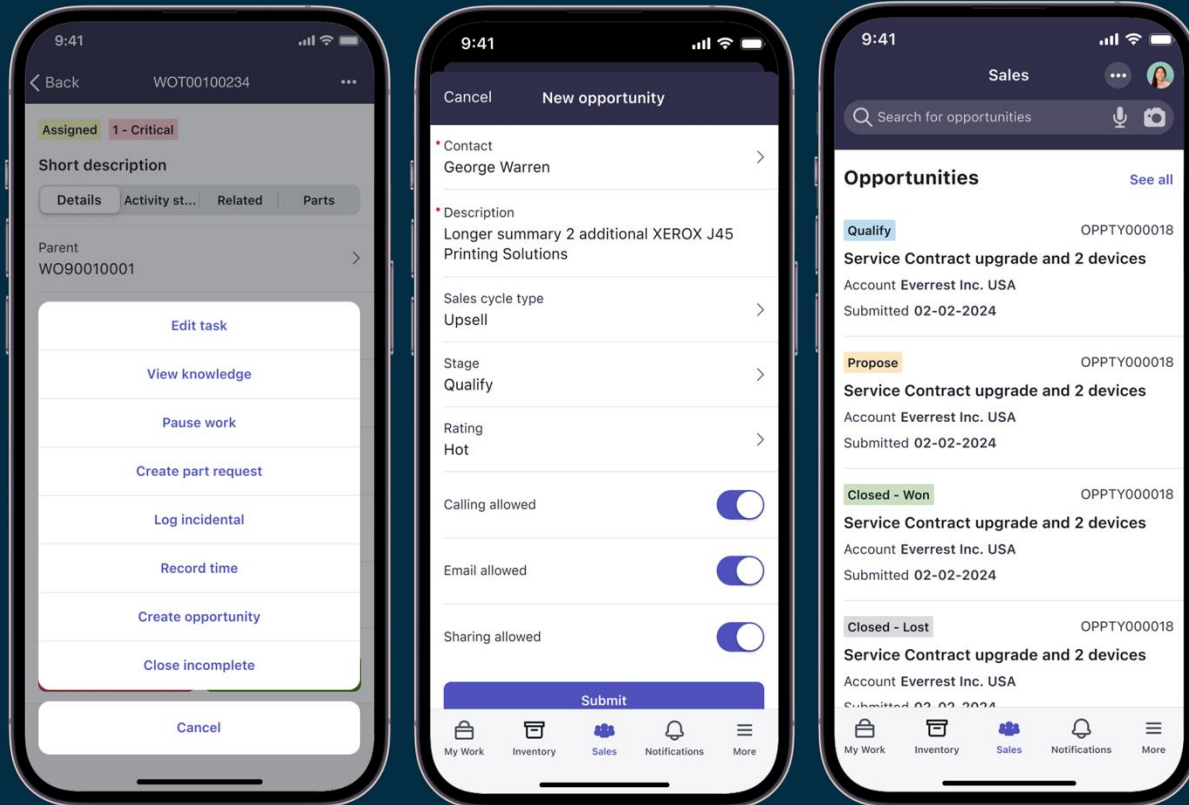 9:41
Back
WOT00100234
Assigned
1 - Critical
Short description
Details
Activity st...
Related
Parts
Parent
WO90010001
Edit task
View knowledge
Pause work
Create part request
Log incidental
Record time
Create opportunity
Close incomplete
Cancel
9:41
Cancel
New opportunity
* Contact
George Warren
* Description
Longer summary 2 additional XEROX J45
Printing Solutions
Sales cycle type
Upsell
Stage
Qualify
Rating
Hot
Calling allowed
Email allowed
Sharing allowed
Submit
My Work
Inventory
Sales
Notifications
More
9:41
Sales
Search for opportunities
Opportunities
See all
Qualify
OPPTY000018
Service Contract upgrade and 2 devices
Account Everrest Inc. USA
Submitted 02-02-2024
Propose
OPPTY000018
Service Contract upgrade and 2 devices
Account Everrest Inc. USA
Submitted 02-02-2024
Closed - Won
OPPTY000018
Service Contract upgrade and 2 devices
Account Everrest Inc. USA
Submitted 02-02-2024
Closed - Lost
OPPTY000018
Service Contract upgrade and 2 devices
Account Everrest Inc. USA
Submitted 02-02-2024
My Work
Inventory
Sales
Notifications
More